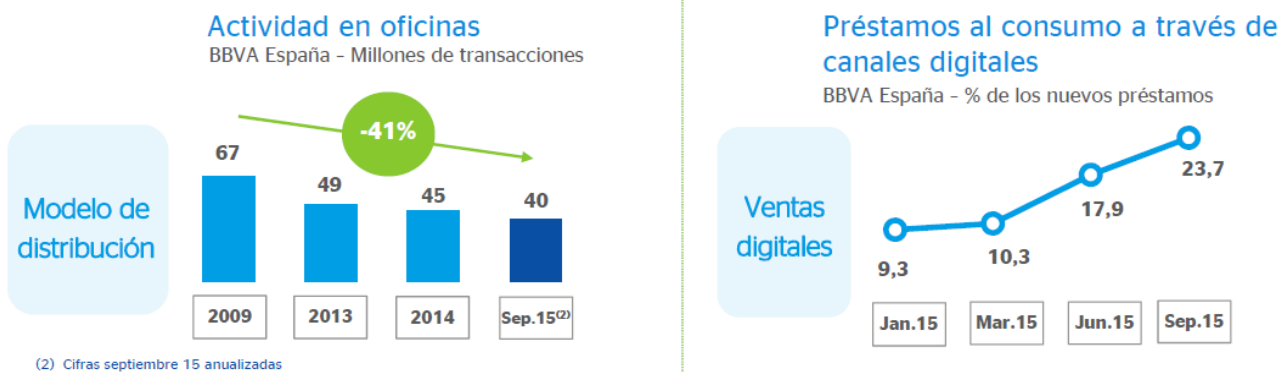 Actividad en oficinas
BBVA España - Millones de transacciones
Modelo de
distribución
-41%
67
49
45
40
2009
2013
2014
Sep.15(2)
(2) Cifras septiembre 15 anualizadas
Préstamos al consumo a través de
canales digitales
BBVA España - % de los nuevos préstamos
Ventas
digitales
9,3
10,3
17,9
23,7
Jan.15
Mar.15
Jun.15
Sep.15